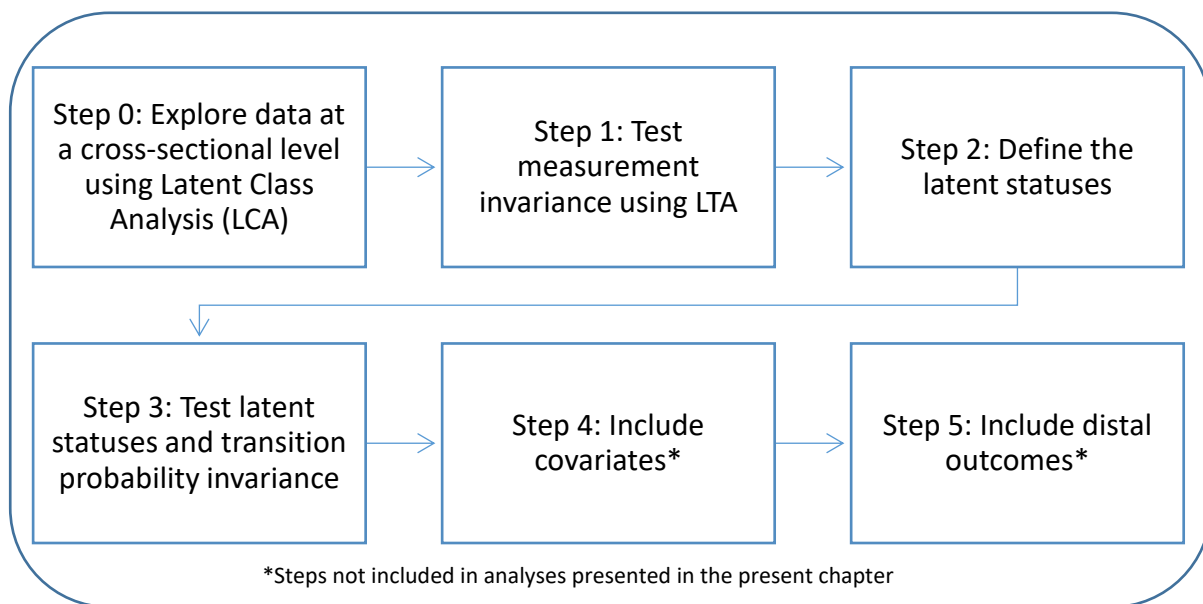 Step 0: Explore data at
a cross-sectional level
using Latent Class
Analysis (LCA)
Step 1: Test
measurement
invariance using LTA
Step 2: Define the
latent statuses
Step 3: Test latent
statuses and transition
probability invariance
Step 4: Include
covariates*
Step 5: Include distal
outcomes*
*Steps not included in analyses presented in the present chapter